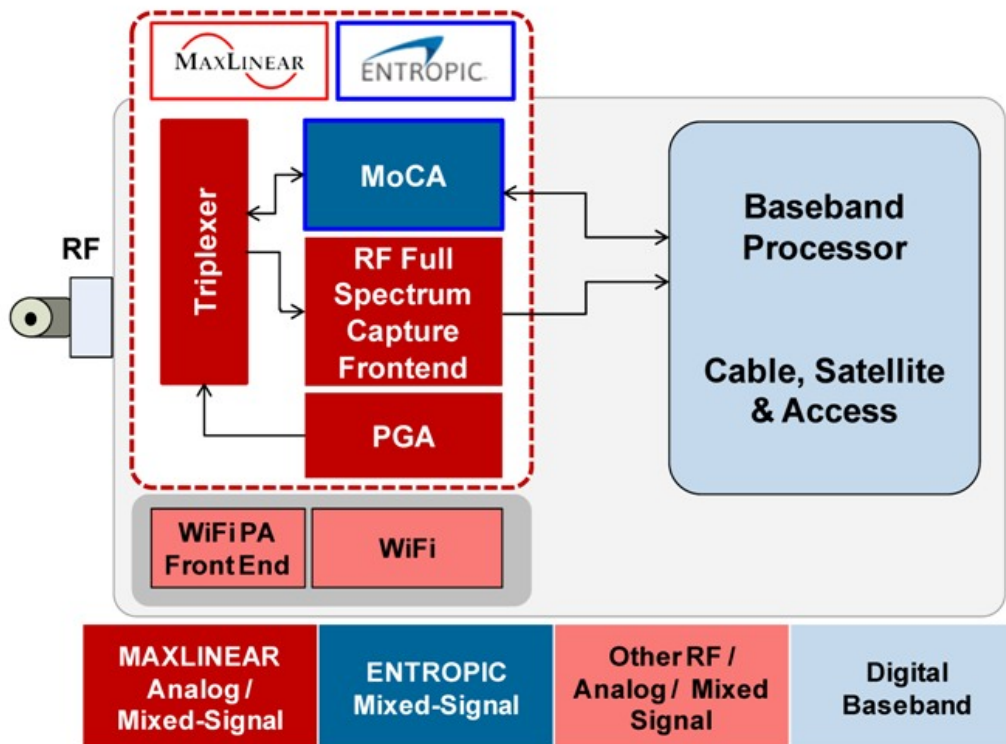 MAXLINEAR
ENTROPIC
RF
Triplexer
MoCA
RF Full
Spectrum
Capture
Frontend
PGA
Baseband
Processor
Cable, Satellite
& Access
WiFi PA
Front End
WiFi
MAXLINEAR
Analog /
Mixed-Signal
ENTROPIC
Mixed-Signal
Other RF /
Analog / Mixed
Signal
Digital
Baseband